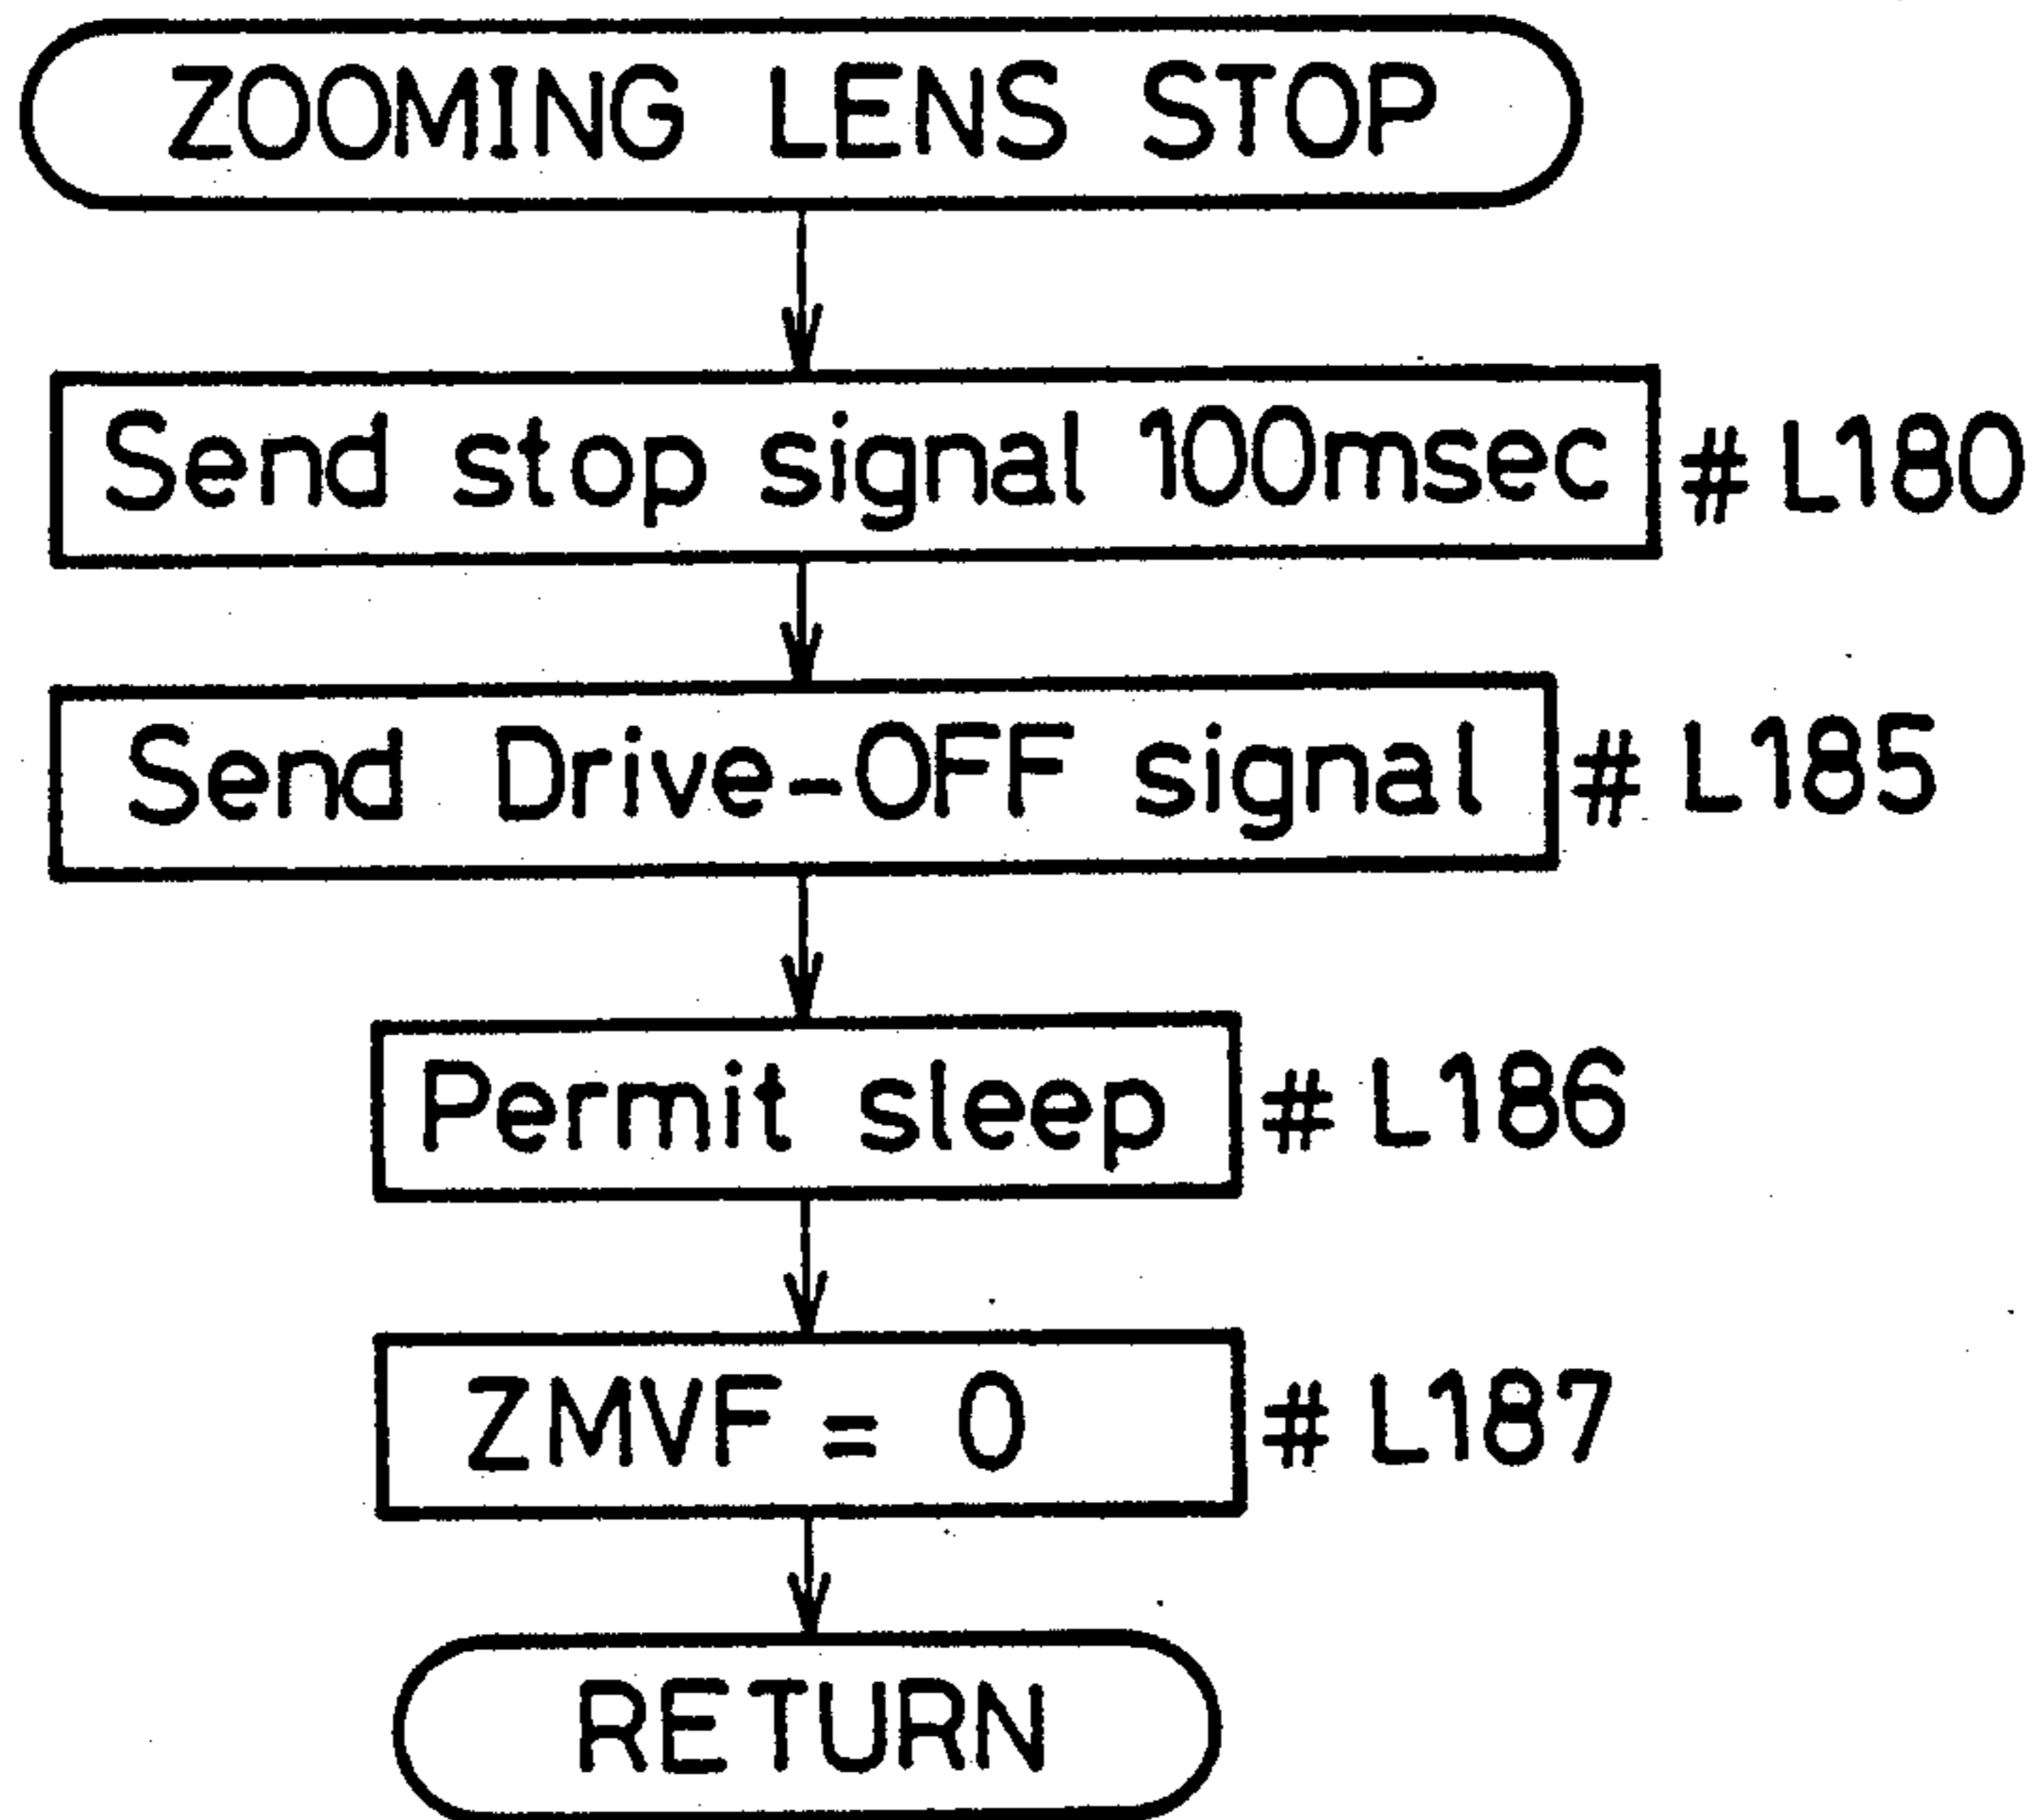 ZOOMING LENS STOP
Send stop signal 100msec #L180
Send Drive-OFF signal #L185
Permit sleep #L186
ZMVF = 0 #L187
RETURN